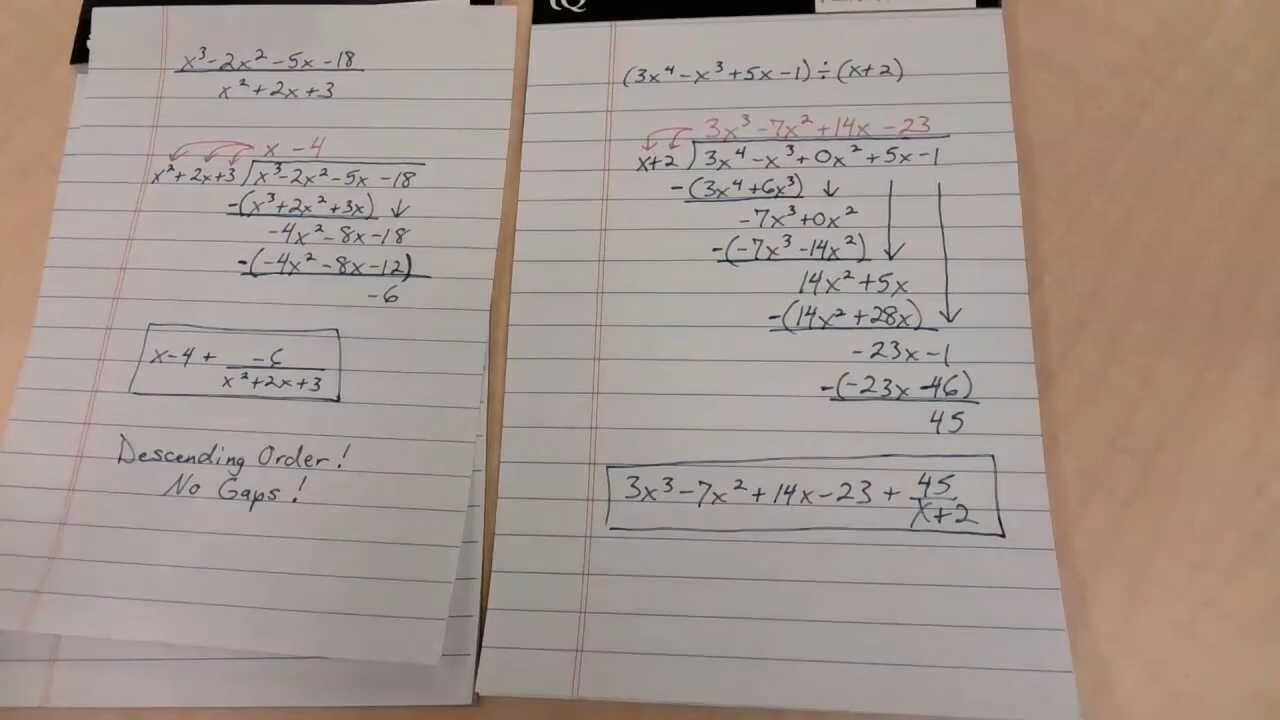 x³-2x²-5x-18
x²+2x+3
x -4
x²+2x+3 ) x³-2x²-5x-18
-(x³+2x²+3x) ↓
-4x²-8x-18
-(-4x²-8x-12)
-6
x-4+ -6
x²+2x+3
Descending Order!
No Gaps!
(3x⁴-x³+5x-1)÷(x+2)
3x³-7x²+14x-23
x+2 ) 3x⁴-x³+0x²+5x-1
-(3x⁴+6x³) ↓
-7x³+0x²
-(-7x³-14x²)
14x²+5x
-(14x²+28x)
-23x-1
-(-23x-46)
45
3x³-7x²+14x-23+ 45
x+2